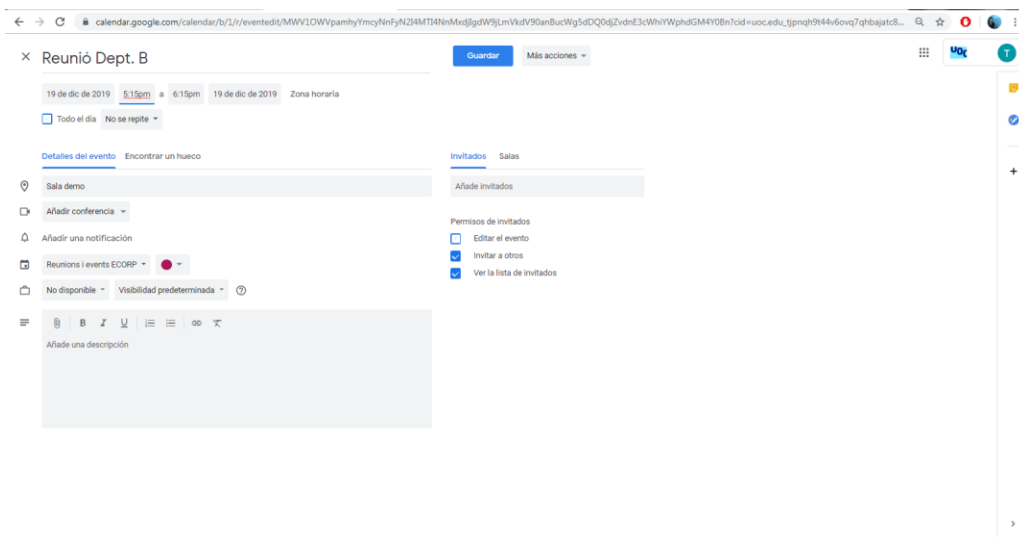 calendar.google.com/calendar/b/1/r/eventedit/MWV1OWVpamhyYmcyNnFyN2I4MTI4NnMxdjlgdW9jLmVkdV90anBucWg5dDQ0djZvdnE3cWhiYWphdGM4Y0Bn?cid=uoc.edu_tjpnqh9t44v6ovq7qhbajatc8...
Reunió Dept. B
Guardar
Más acciones
UOC
T
19 de dic de 2019 5:15pm a 6:15pm 19 de dic de 2019 Zona horaria
Todo el día No se repite
Detalles del evento Encontrar un hueco
Invitados Salas
Sala demo
Añade invitados
Añadir conferencia
Permisos de invitados
Añadir una notificación
Editar el evento
Invitar a otros
Reunions i events ECORP
Ver la lista de invitados
No disponible Visibilidad predeterminada
B I U
Añade una descripción